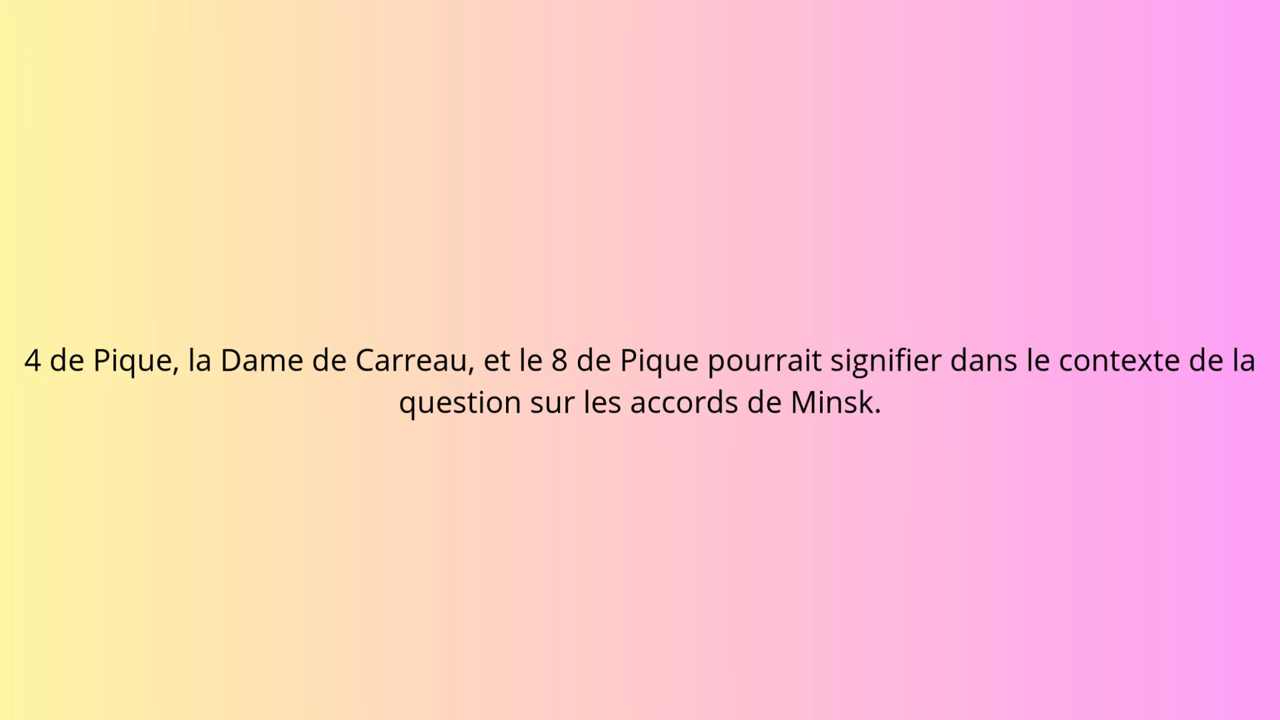 4 de Pique, la Dame de Carreau, et le 8 de Pique pourrait signifier dans le contexte de la
question sur les accords de Minsk.